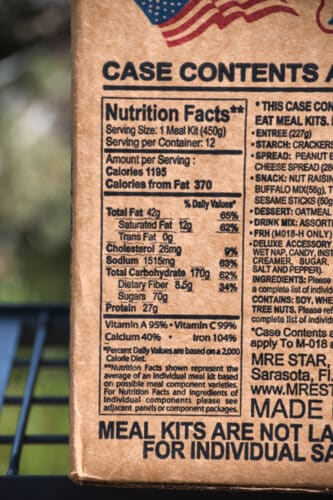 CASE CONTENTS A
Nutrition Facts**
Serving Size: 1 Meal Kit (450g)
Serving per Container: 12
Amount per Serving :
Calories 1195
Calories from Fat 370
% Daily Values*
Total Fat 42g 65%
Saturated Fat 12g 62%
Trans Fat 0g
Cholesterol 26mg 9%
Sodium 1515mg 63%
Total Carbohydrate 170g 62%
Dietary Fiber 8.5g 34%
Sugars 70g
Protein 27g
Vitamin A 95% • Vitamin C 99%
Calcium 40% • Iron 104%
*Percent Daily Values are based on a 2,000
Calorie Diet.
**Nutrition Facts shown represent the
average of an individual meal kit based
on possible meal component varieties.
For Nutrition Facts and ingredients of
individual components please see
adjacent panels or component packages.
* THIS CASE CON
EAT MEAL KITS.
• ENTREE (227g)
• STARCH: CRACKERS
• SPREAD: PEANUT B
CHEESE SPREAD (28
• SNACK: NUT RAISIN
BUFFALO MIX(56g), T
SESAME STICKS (50g
• DESSERT: OATMEAL
• DRINK MIX: ASSORT
• FRH (M018-H ONLY)
• DELUXE ACCESSORY
WET NAP, CANDY, INST
CREAMER, SUGAR,
SALT AND PEPPER).
INGREDIENTS: Please
a complete list of individ
CONTAINS: SOY, WHE
TREE NUTS. Please ref
complete list of individ
*Case Contents a
apply To M-018 a
MRE STAR,
Sarasota, Fl.
www.MREST
MADE
MEAL KITS ARE NOT LA
FOR INDIVIDUAL SA